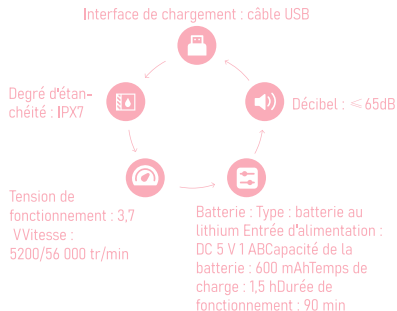 Interface de chargement : câble USB
Degré d'étan-
chéité : IPX7
Décibel : ≤ 65dB
Tension de
fonctionnement : 3,7
VVitesse :
5200/56 000 tr/min
Batterie : Type : batterie au
lithium Entrée d'alimentation :
DC 5 V 1 ABCapacité de la
batterie : 600 mAhTemps de
charge : 1,5 hDurée de
fonctionnement : 90 min